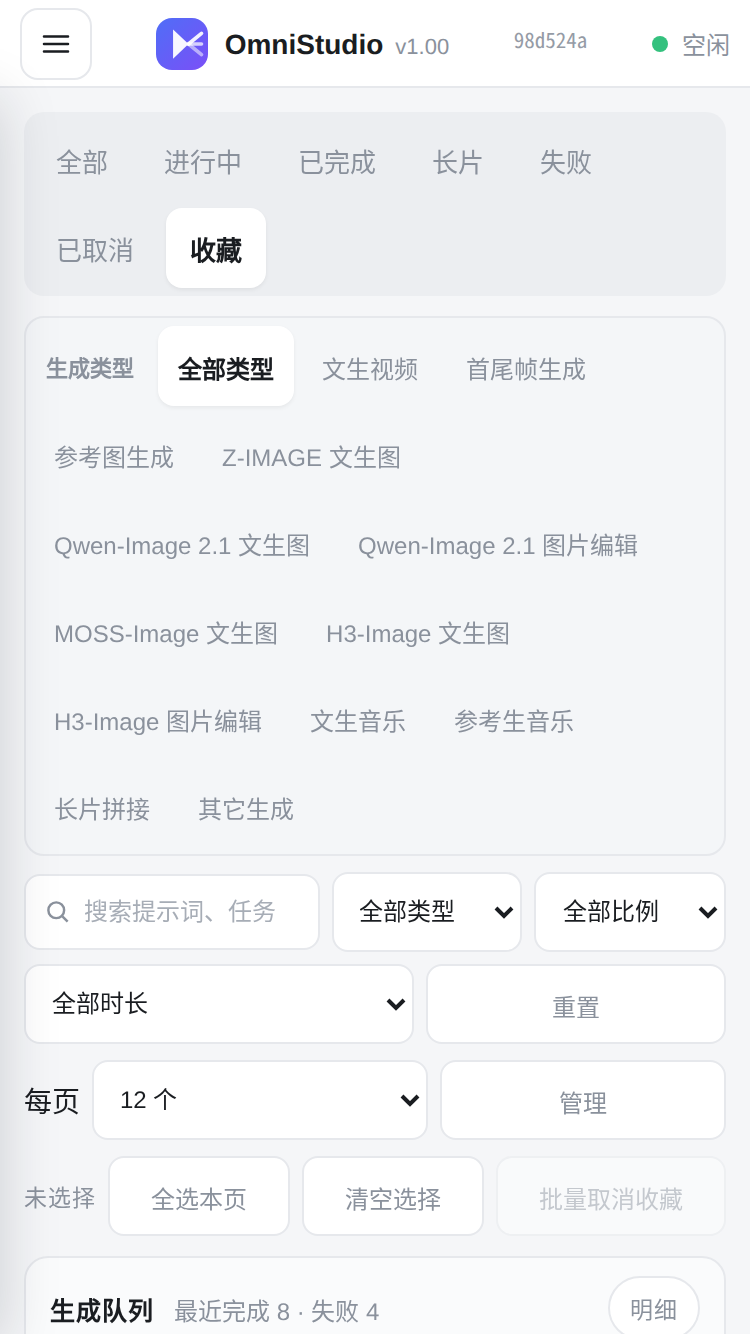 OmniStudio v1.00 98d524a 空闲
全部 进行中 已完成 长片 失败
已取消 收藏
生成类型 全部类型 文生视频 首尾帧生成
参考图生成 Z-IMAGE 文生图
Qwen-Image 2.1 文生图 Qwen-Image 2.1 图片编辑
MOSS-Image 文生图 H3-Image 文生图
H3-Image 图片编辑 文生音乐 参考生音乐
长片拼接 其它生成
搜索提示词、任务 全部类型 全部比例
全部时长 重置
每页 12 个 管理
未选择 全选本页 清空选择 批量取消收藏
生成队列 最近完成 8 · 失败 4 明细